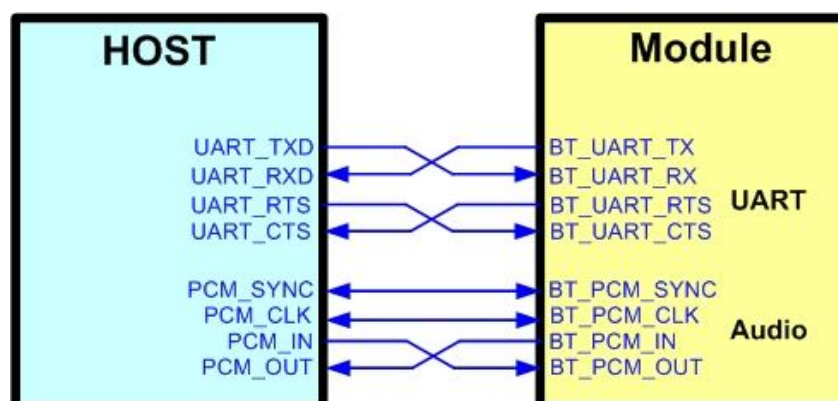 HOST Module
UART_TXD BT_UART_TX
UART_RXD BT_UART_RX
UART_RTS BT_UART_RTS UART
UART_CTS BT_UART_CTS
PCM_SYNC BT_PCM_SYNC
PCM_CLK BT_PCM_CLK Audio
PCM_IN BT_PCM_IN
PCM_OUT BT_PCM_OUT